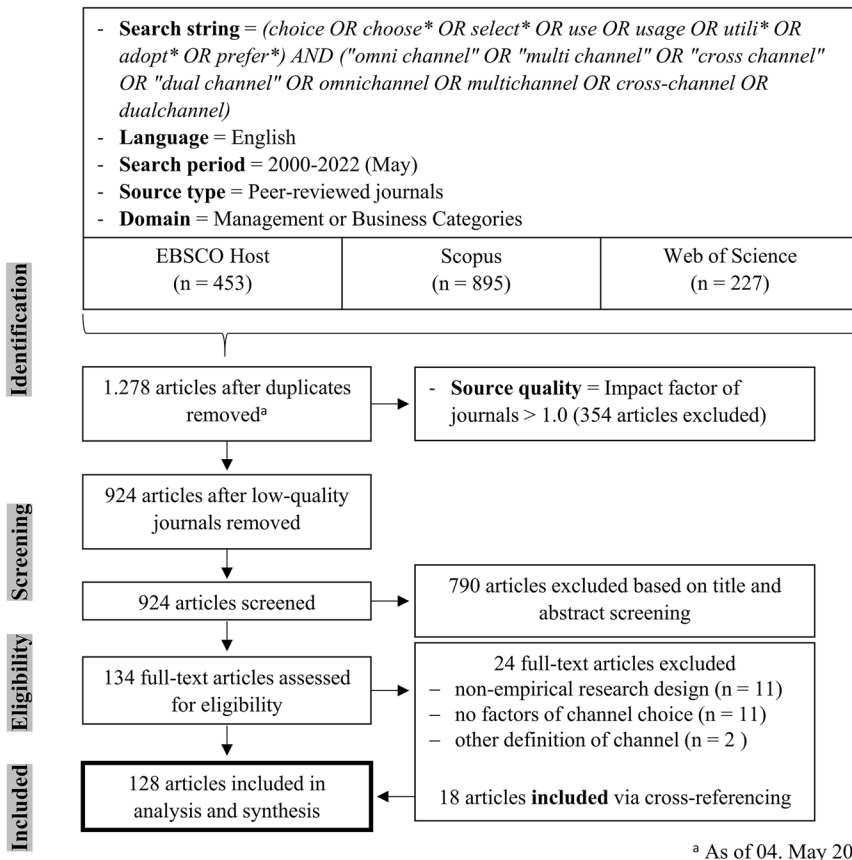 - Search string = (choice OR choose* OR select* OR use OR usage OR utili* OR
adopt* OR prefer*) AND ("omni channel" OR "multi channel" OR "cross channel"
OR "dual channel" OR omnichannel OR multichannel OR cross-channel OR
dualchannel)
- Language = English
- Search period = 2000-2022 (May)
- Source type = Peer-reviewed journals
- Domain = Management or Business Categories
EBSCO Host
(n = 453)
Scopus
(n = 895)
Web of Science
(n = 227)
Identification
1.278 articles after duplicates
removedᵃ
- Source quality = Impact factor of
journals > 1.0 (354 articles excluded)
924 articles after low-quality
journals removed
Screening
924 articles screened
790 articles excluded based on title and
abstract screening
Eligibility
134 full-text articles assessed
for eligibility
24 full-text articles excluded
– non-empirical research design (n = 11)
– no factors of channel choice (n = 11)
– other definition of channel (n = 2 )
Included
128 articles included in
analysis and synthesis
18 articles included via cross-referencing
ᵃ As of 04. May 20